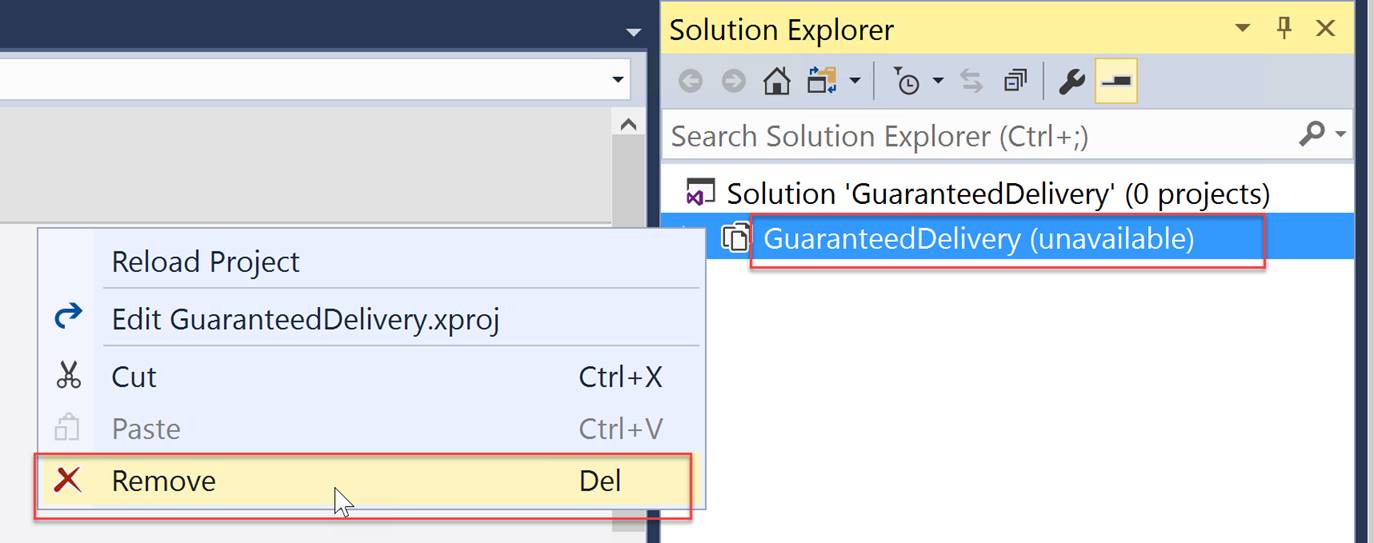 Solution Explorer
Search Solution Explorer (Ctrl+;)
Solution 'GuaranteedDelivery' (0 projects)
GuaranteedDelivery (unavailable)
Reload Project
Edit GuaranteedDelivery.xproj
Cut Ctrl+X
Paste Ctrl+V
Remove Del